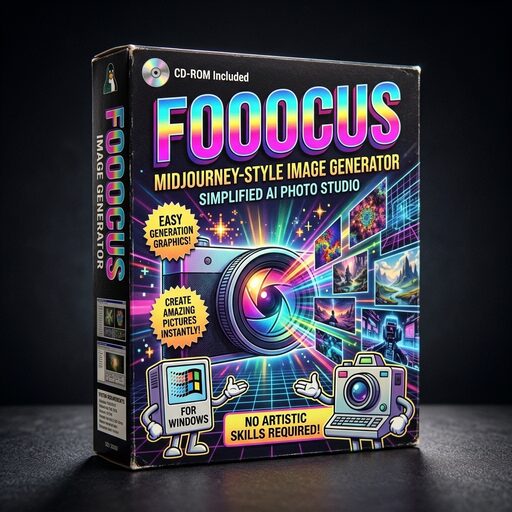 CD-ROM Included
FOOOCUS
MIDJOURNEY-STYLE IMAGE GENERATOR
SIMPLIFIED AI PHOTO STUDIO
EASY
GENERATION
GRAPHICS!
CREATE
AMAZING
PICTURES
INSTANTLY!
FOR
WINDOWS
NO ARTISTIC
SKILLS REQUIRED!
FOOOCUS
IMAGE GENERATOR